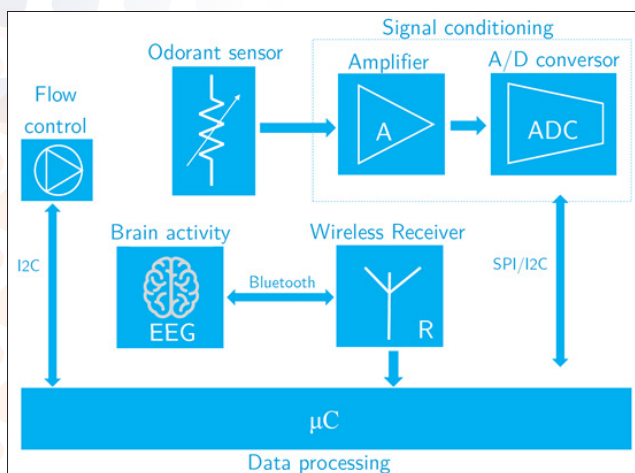 Signal conditioning
Odorant sensor
Amplifier
A/D conversor
Flow
control
A
ADC
Brain activity
Wireless Receiver
I2C
SPI/I2C
Bluetooth
EEG
R
μC
Data processing